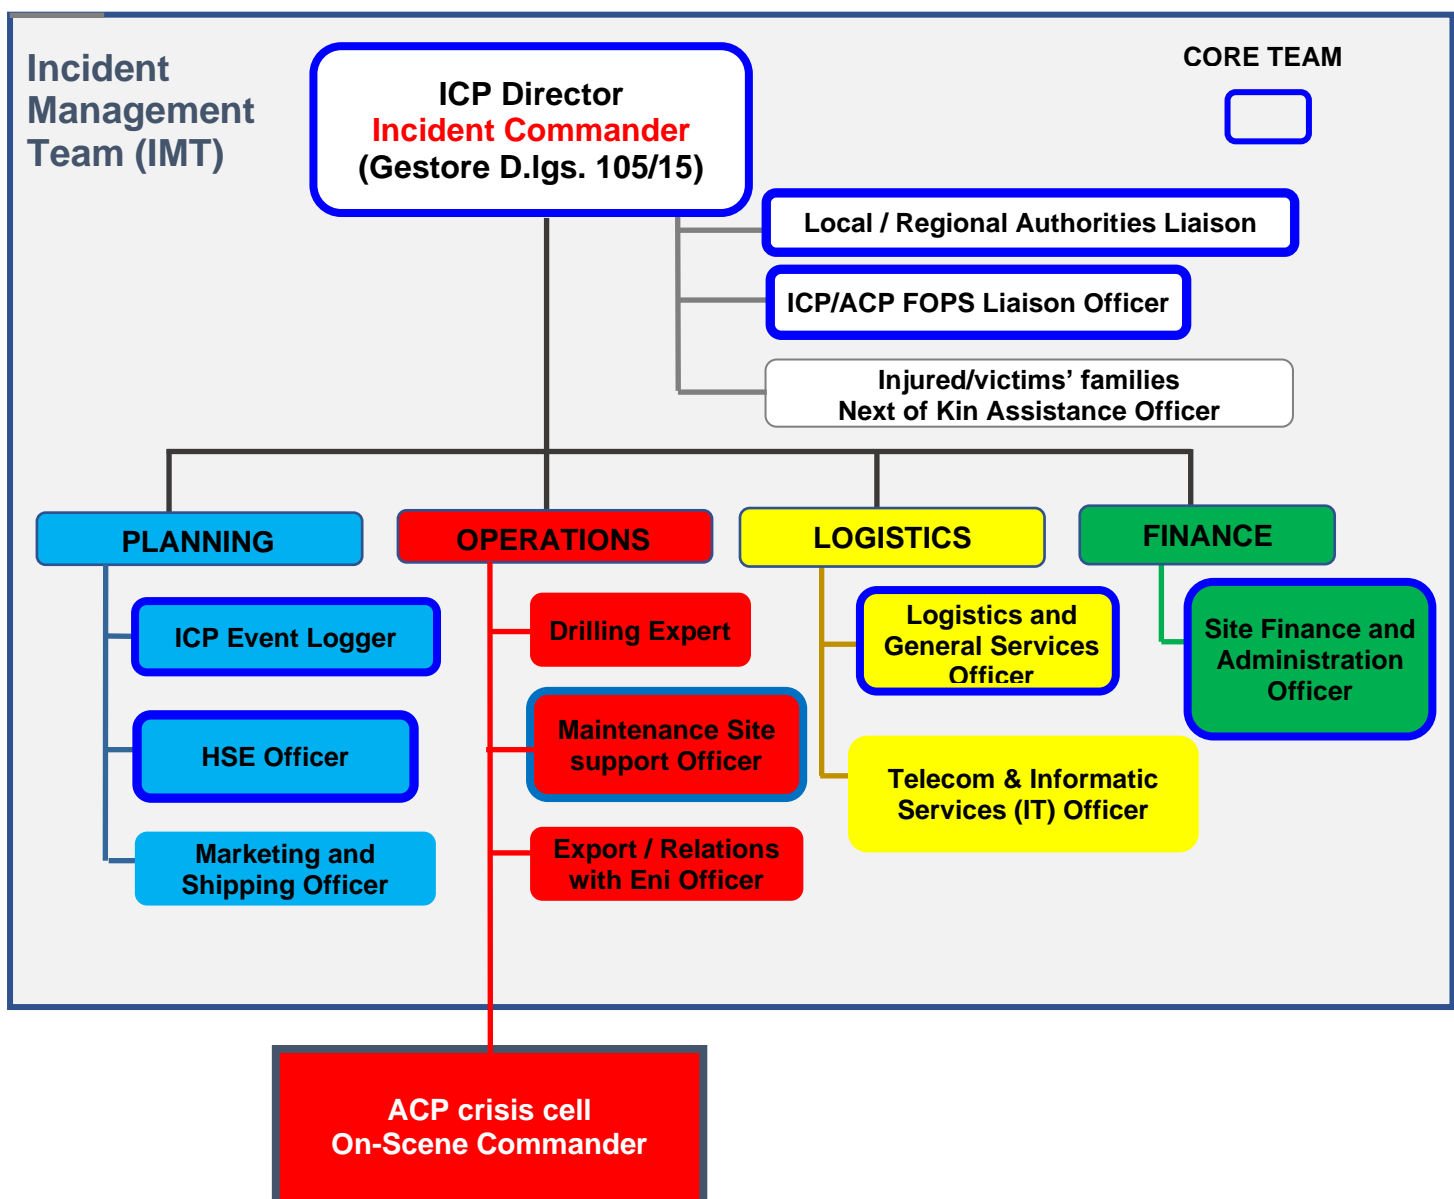 Incident
Management
Team (IMT)
ICP Director
Incident Commander
(Gestore D.lgs. 105/15)
CORE TEAM
Local / Regional Authorities Liaison
ICP/ACP FOPS Liaison Officer
Injured/victims’ families
Next of Kin Assistance Officer
PLANNING
OPERATIONS
LOGISTICS
FINANCE
ICP Event Logger
HSE Officer
Marketing and
Shipping Officer
Drilling Expert
Maintenance Site
support Officer
Export / Relations
with Eni Officer
Logistics and
General Services
Officer
Telecom & Informatic
Services (IT) Officer
Site Finance and
Administration
Officer
ACP crisis cell
On-Scene Commander